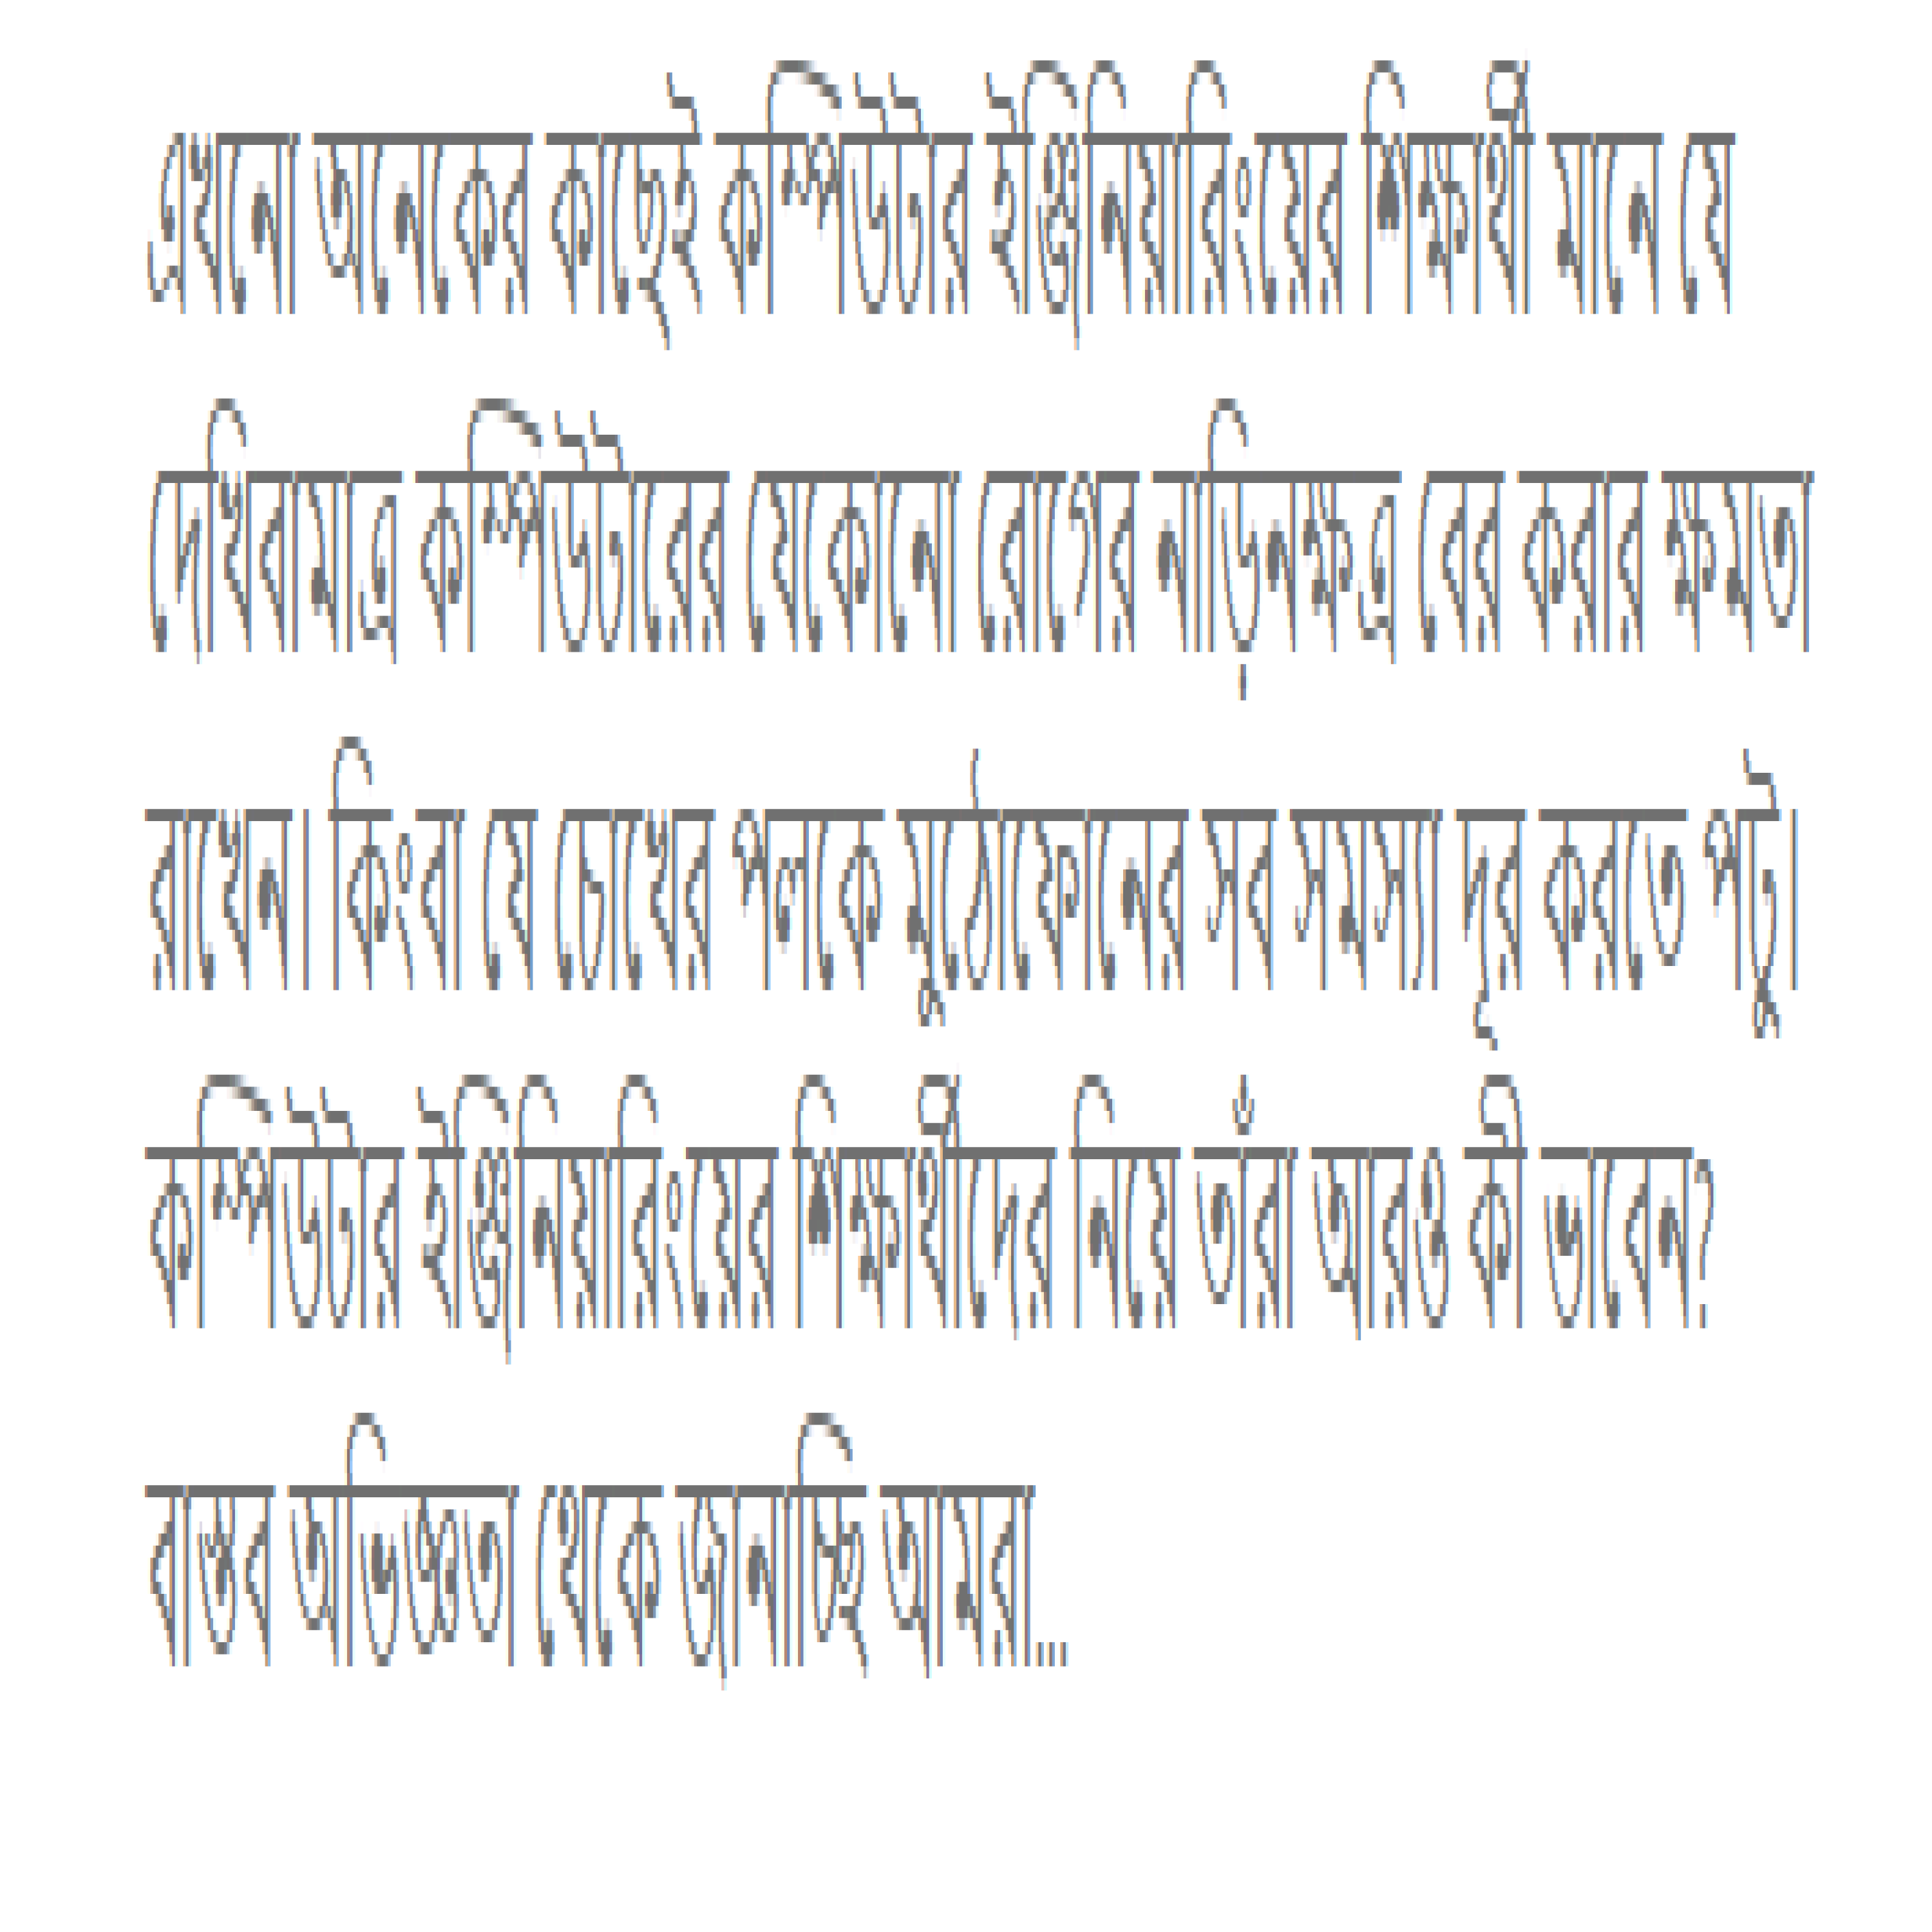 এখনো অনেকের কাছেই কম্পিউটার ইঞ্জিনিয়ারিংয়ের শিক্ষার্থী মানে যে
দেখিবামাত্র কম্পিউটারের যেকোনো রোগের নাড়িনক্ষত্র বের করার ক্ষমতা
রাখেন। কিংবা যে চোখের পলকে মুঠোফোনের সব সমস্যা দূর করতে পটু।
কম্পিউটার ইঞ্জিনিয়ারিংয়ের শিক্ষার্থীদের নিয়ে তাঁরা আরও কী ভাবেন?
বাস্তব অভিজ্ঞতা থেকে জানাচ্ছি আমরা...